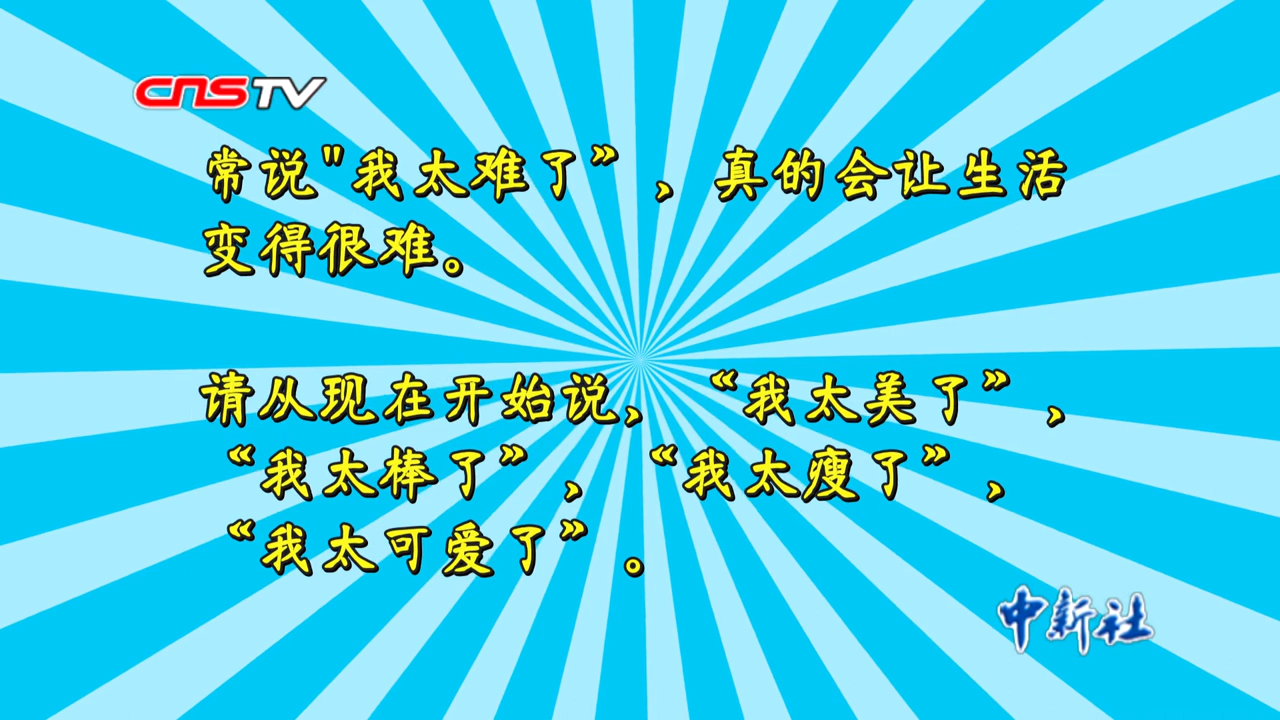 CNSTV
常说"我太难了”，真的会让生活
变得很难。
请从现在开始说，“我太美了”，
“我太棒了”，“我太瘦了”，
“我太可爱了”。
中新社